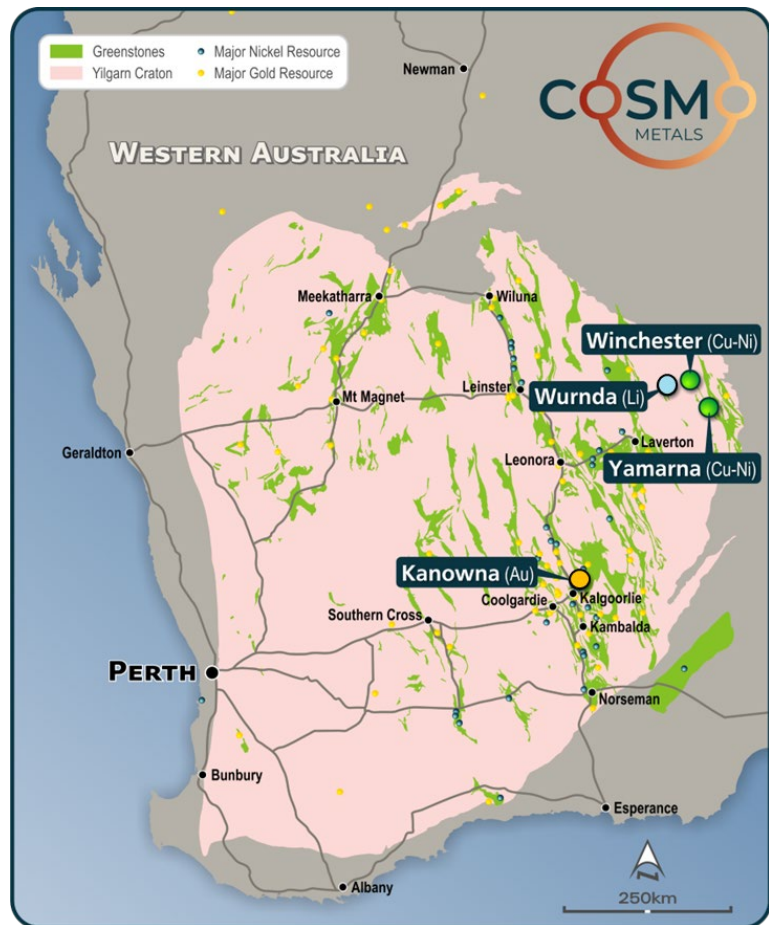 Greenstones
Major Nickel Resource
Yilgarn Craton
Major Gold Resource
Newman
COSMO
METALS
WESTERN AUSTRALIA
Meekatharra
Wiluna
Winchester (Cu-Ni)
Leinster
Wurnda (Li)
Mt Magnet
Laverton
Geraldton
Leonora
Yamarna (Cu-Ni)
Kanowna (Au)
Kalgoorlie
Coolgardie
Southern Cross
Kambalda
PERTH
Norseman
Bunbury
Esperance
N
Albany
250km